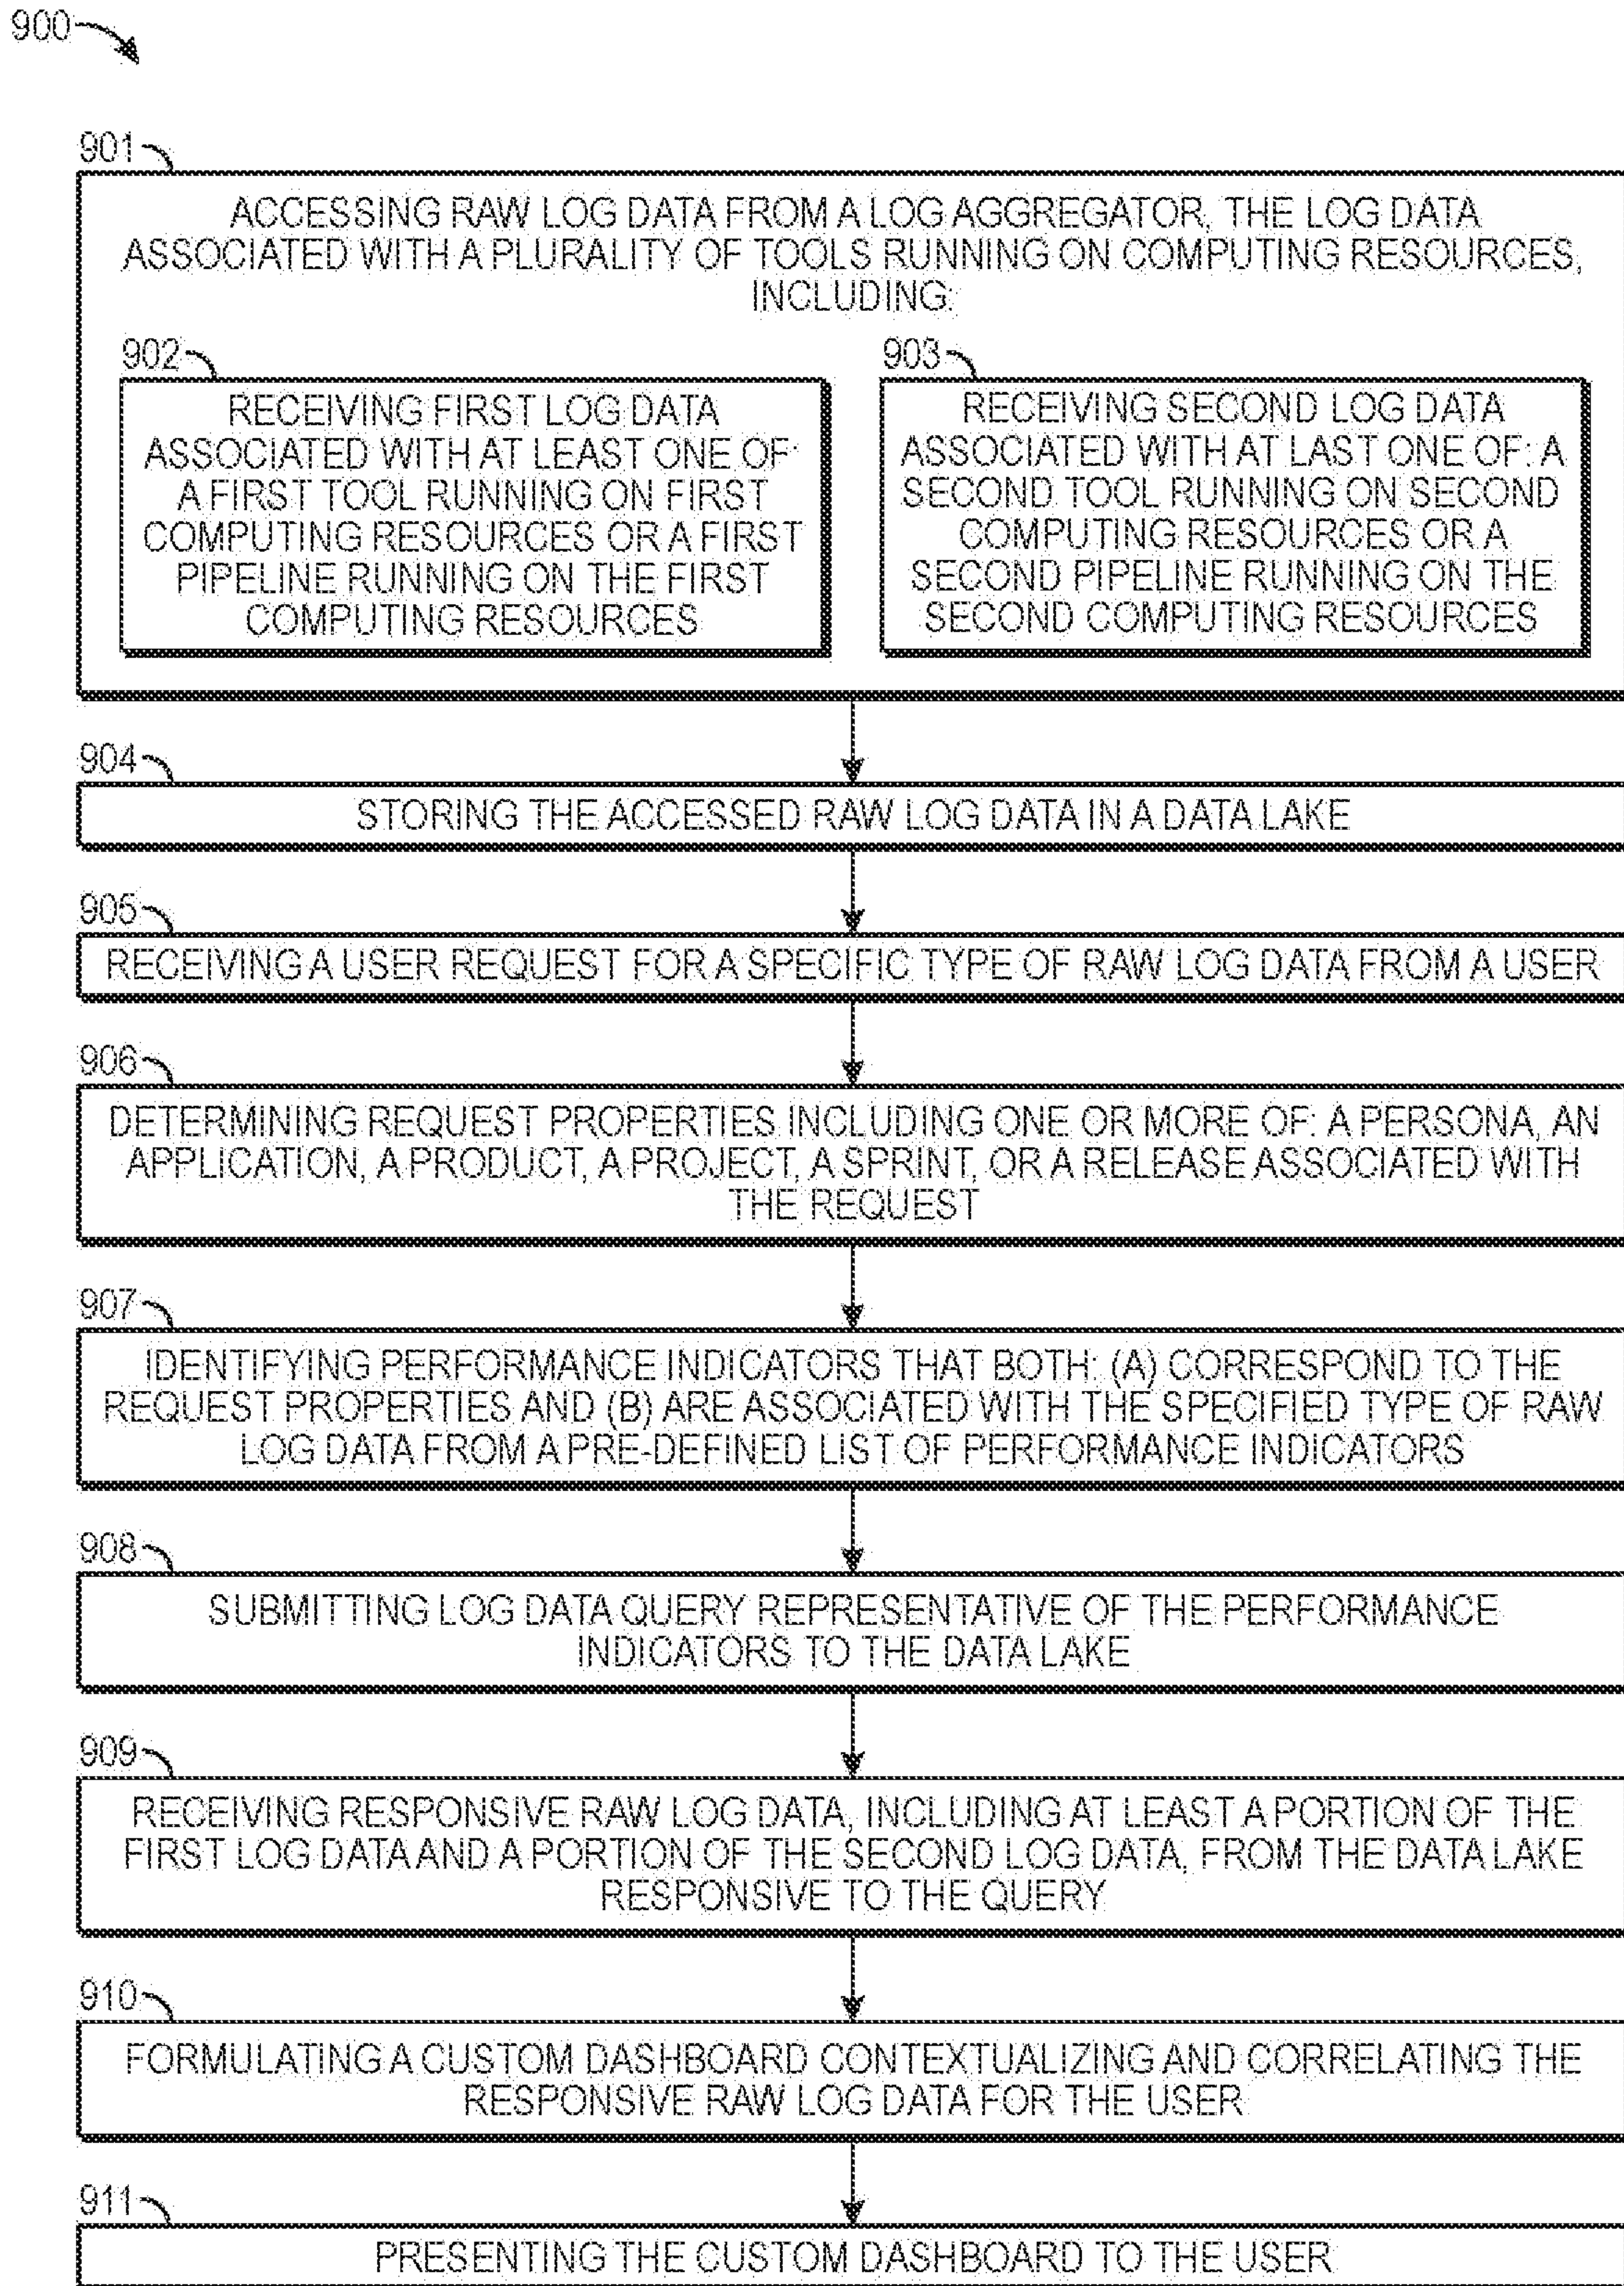 900
901
ACCESSING RAW LOG DATA FROM A LOG AGGREGATOR, THE LOG DATA
ASSOCIATED WITH A PLURALITY OF TOOLS RUNNING ON COMPUTING RESOURCES,
INCLUDING:
902
RECEIVING FIRST LOG DATA
ASSOCIATED WITH AT LEAST ONE OF:
A FIRST TOOL RUNNING ON FIRST
COMPUTING RESOURCES OR A FIRST
PIPELINE RUNNING ON THE FIRST
COMPUTING RESOURCES
903
RECEIVING SECOND LOG DATA
ASSOCIATED WITH AT LAST ONE OF: A
SECOND TOOL RUNNING ON SECOND
COMPUTING RESOURCES OR A
SECOND PIPELINE RUNNING ON THE
SECOND COMPUTING RESOURCES
904
STORING THE ACCESSED RAW LOG DATA IN A DATA LAKE
905
RECEIVING A USER REQUEST FOR A SPECIFIC TYPE OF RAW LOG DATA FROM A USER
906
DETERMINING REQUEST PROPERTIES INCLUDING ONE OR MORE OF: A PERSONA, AN
APPLICATION, A PRODUCT, A PROJECT, A SPRINT, OR A RELEASE ASSOCIATED WITH
THE REQUEST
907
IDENTIFYING PERFORMANCE INDICATORS THAT BOTH: (A) CORRESPOND TO THE
REQUEST PROPERTIES AND (B) ARE ASSOCIATED WITH THE SPECIFIED TYPE OF RAW
LOG DATA FROM A PRE-DEFINED LIST OF PERFORMANCE INDICATORS
908
SUBMITTING LOG DATA QUERY REPRESENTATIVE OF THE PERFORMANCE
INDICATORS TO THE DATA LAKE
909
RECEIVING RESPONSIVE RAW LOG DATA, INCLUDING AT LEAST A PORTION OF THE
FIRST LOG DATA AND A PORTION OF THE SECOND LOG DATA, FROM THE DATA LAKE
RESPONSIVE TO THE QUERY
910
FORMULATING A CUSTOM DASHBOARD CONTEXTUALIZING AND CORRELATING THE
RESPONSIVE RAW LOG DATA FOR THE USER
911
PRESENTING THE CUSTOM DASHBOARD TO THE USER